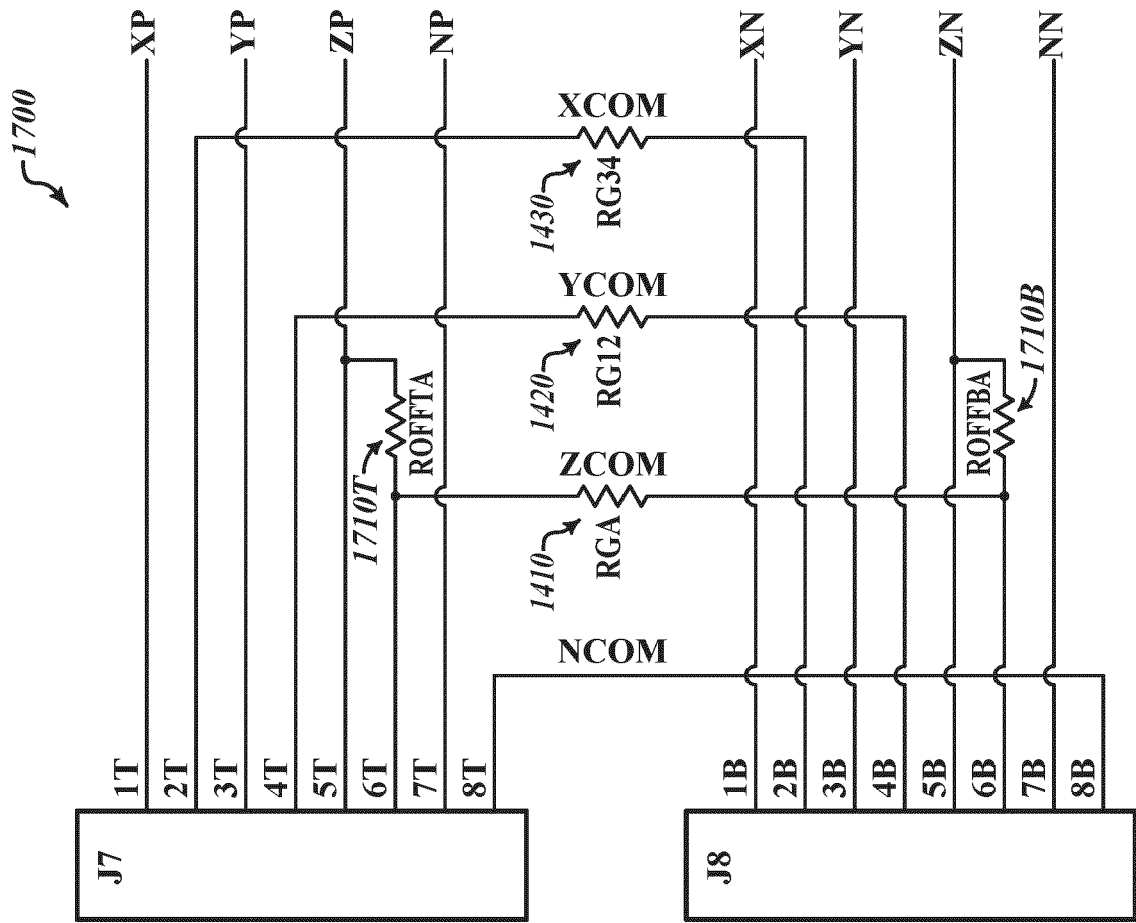 1700
J7
1T
2T
3T
4T
5T
6T
7T
8T
XP
YP
ZP
NP
1710T
ROFFTA
NCOM
1410
RGA
ZCOM
1420
RG12
YCOM
1430
RG34
XCOM
J8
1B
2B
3B
4B
5B
6B
7B
8B
XN
YN
ZN
NN
ROFFBA
1710B